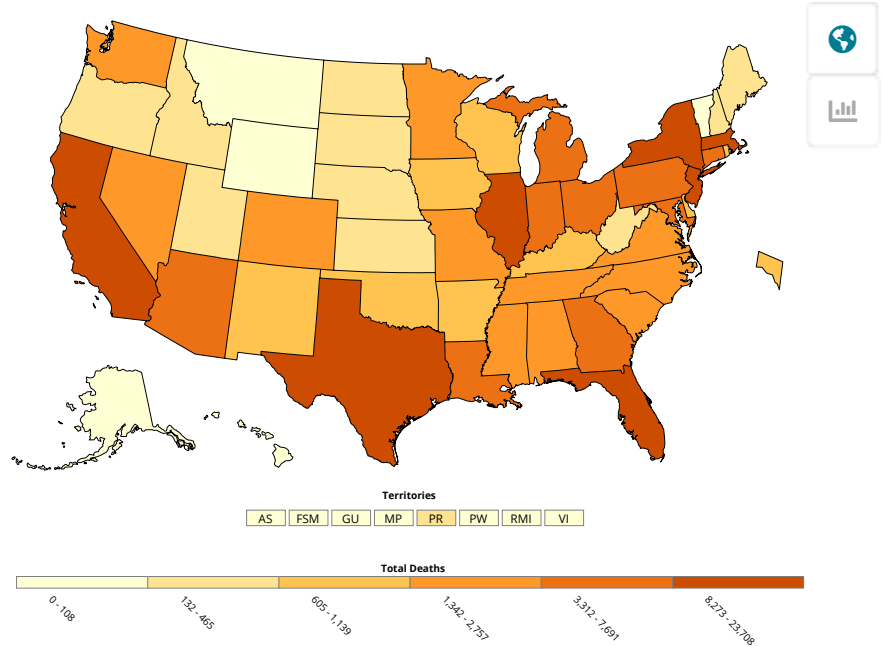 Territories
AS FSM GU MP PR PW RMI VI
Total Deaths
0 - 108 132 - 465 605 - 1,139 1,342 - 2,757 3,312 - 7,691 8,273 - 23,708